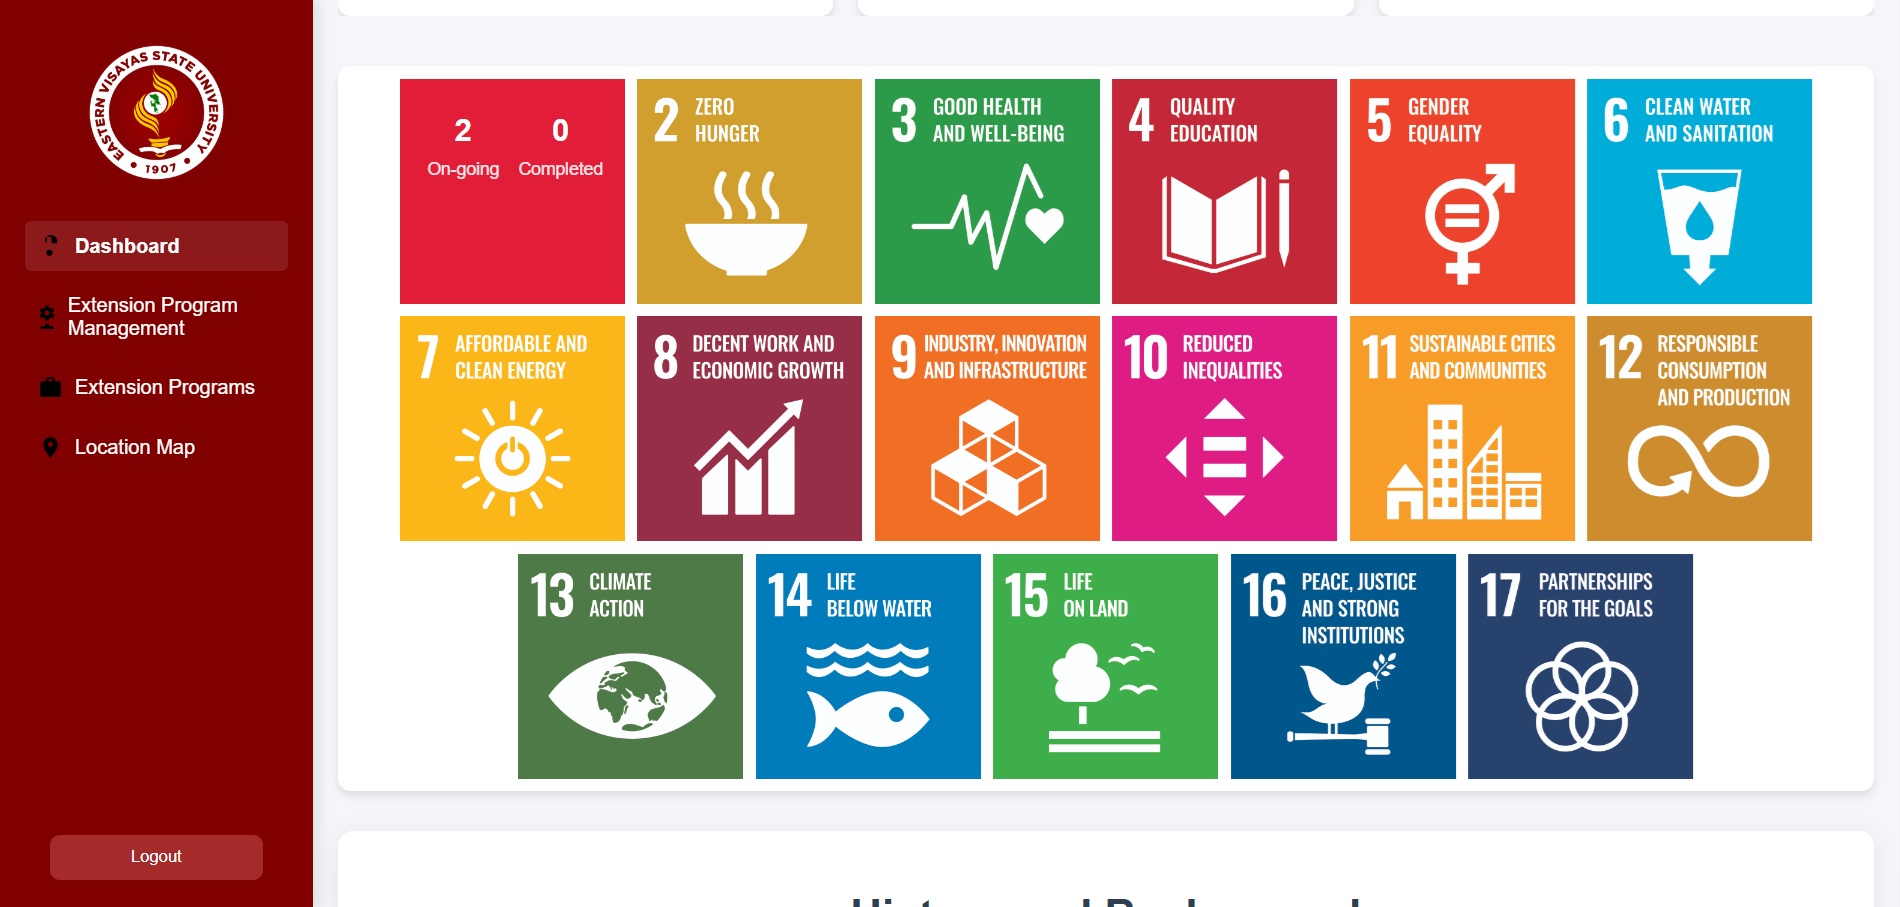 EASTERN VISAYAS STATE UNIVERSITY
• 1907 •
Dashboard
Extension Program
Management
Extension Programs
Location Map
Logout
2 0
On-going Completed
2 ZERO
HUNGER
3 GOOD HEALTH
AND WELL-BEING
4 QUALITY
EDUCATION
5 GENDER
EQUALITY
6 CLEAN WATER
AND SANITATION
7 AFFORDABLE AND
CLEAN ENERGY
8 DECENT WORK AND
ECONOMIC GROWTH
9 INDUSTRY, INNOVATION
AND INFRASTRUCTURE
10 REDUCED
INEQUALITIES
11 SUSTAINABLE CITIES
AND COMMUNITIES
12 RESPONSIBLE
CONSUMPTION
AND PRODUCTION
13 CLIMATE
ACTION
14 LIFE
BELOW WATER
15 LIFE
ON LAND
16 PEACE, JUSTICE
AND STRONG
INSTITUTIONS
17 PARTNERSHIPS
FOR THE GOALS